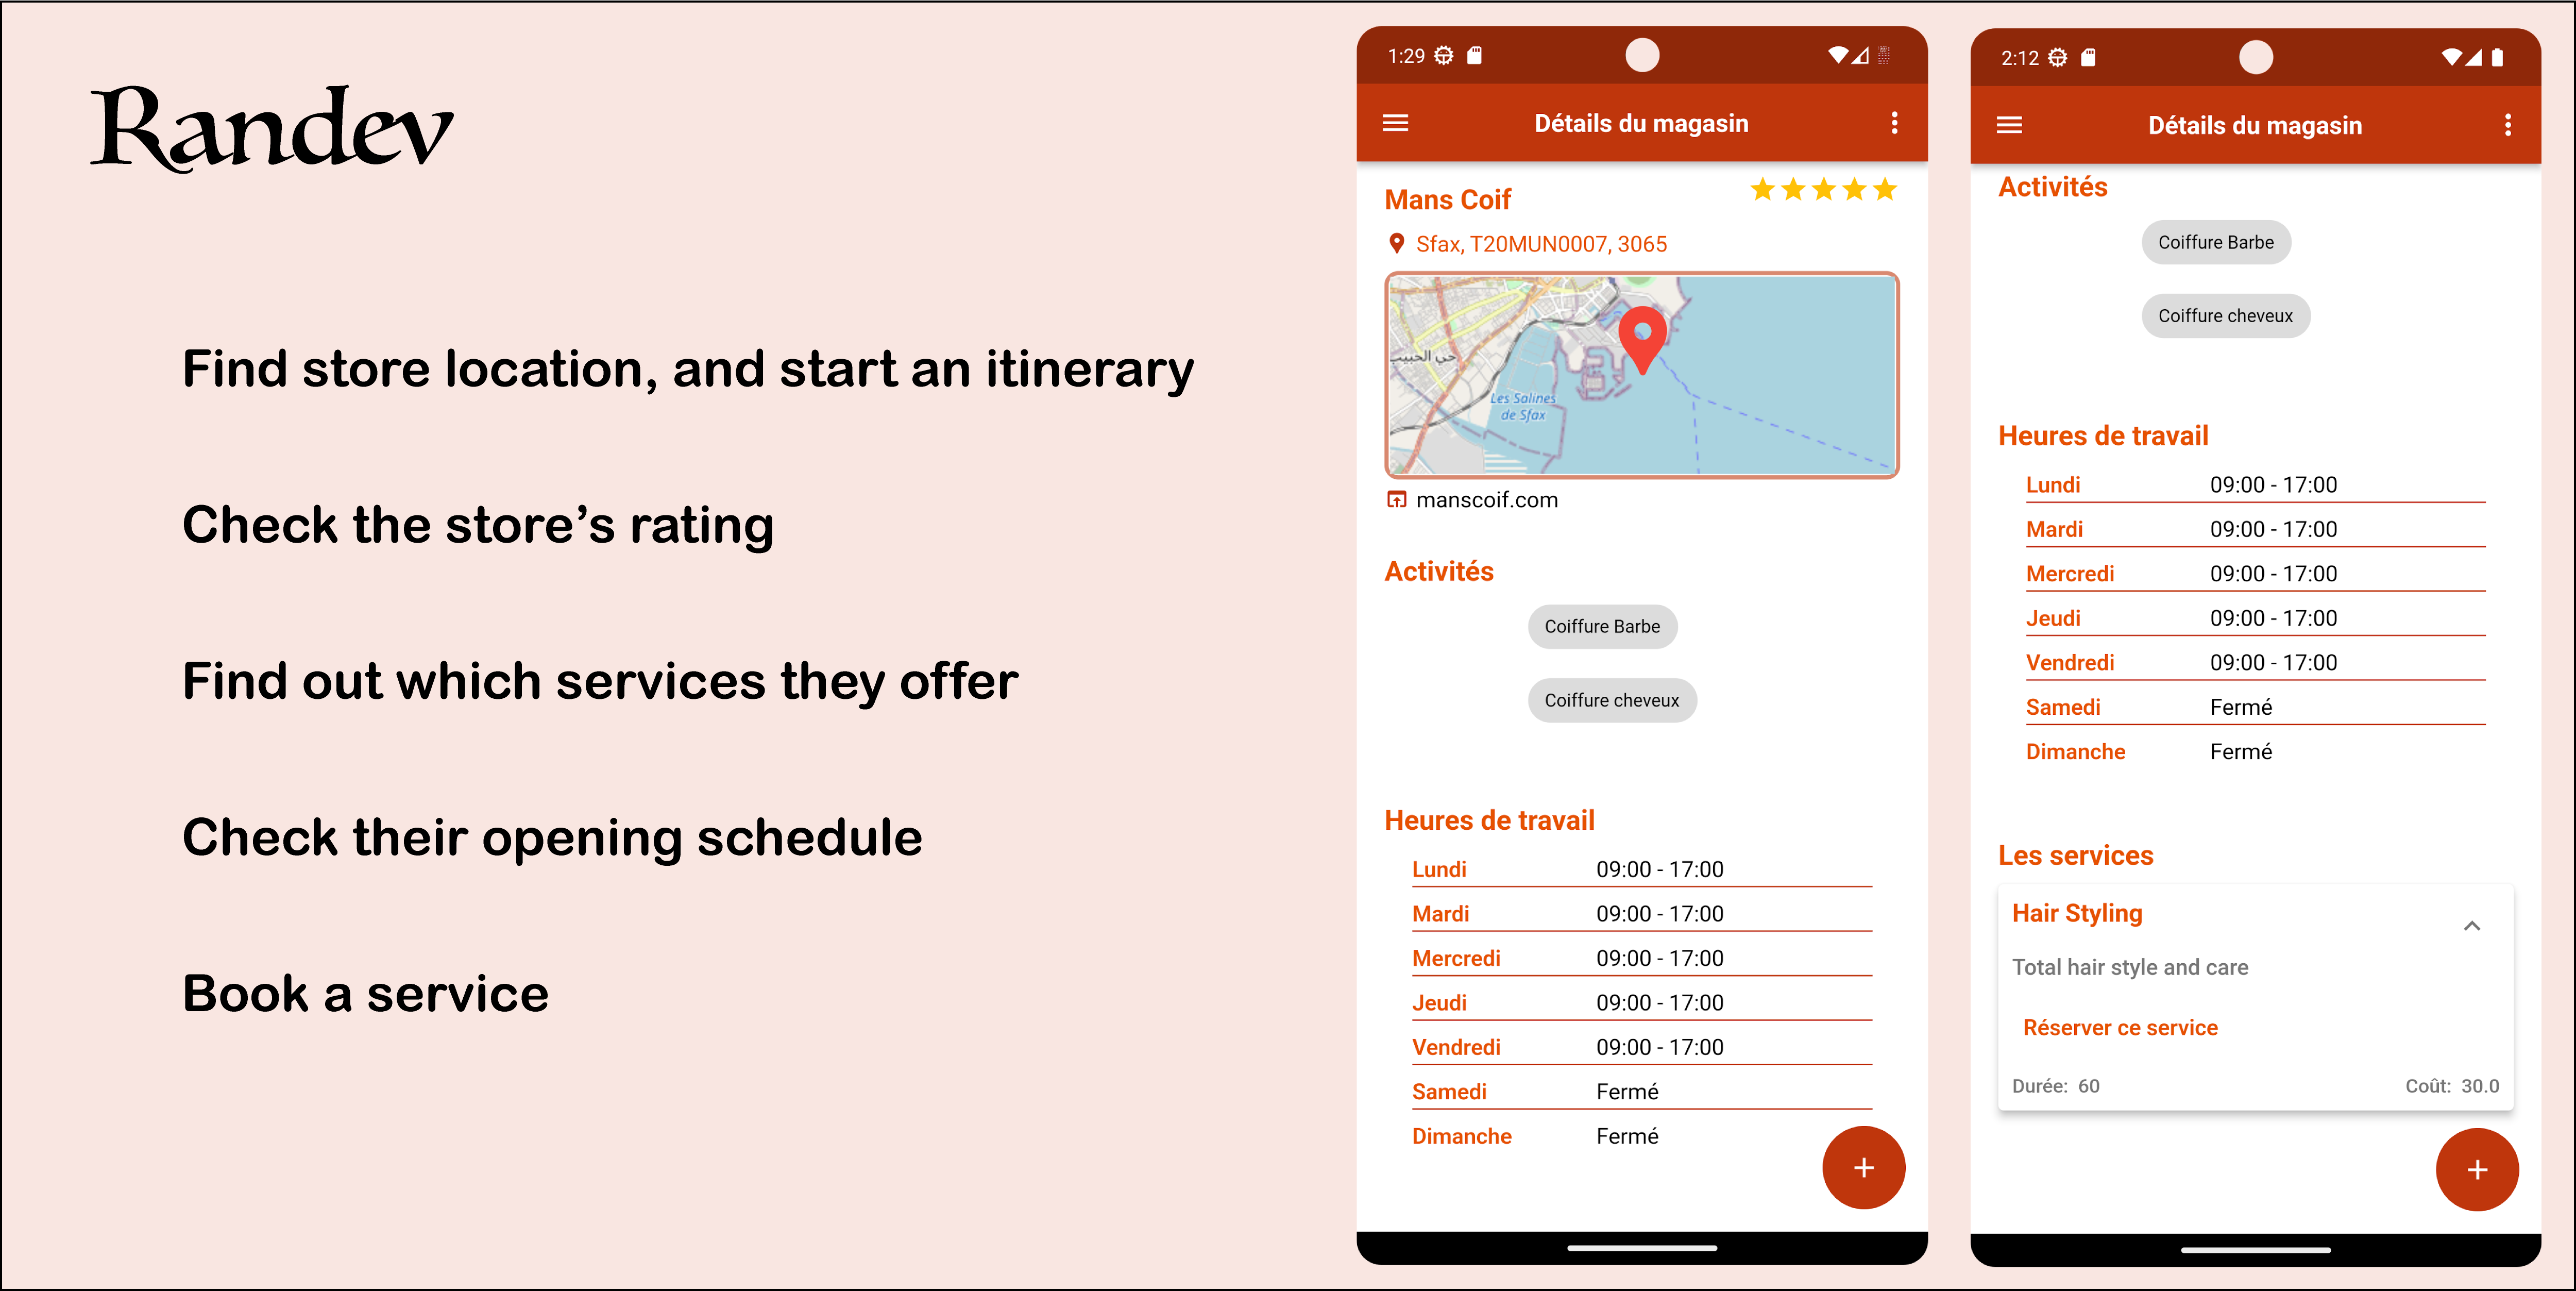 Randev
Find store location, and start an itinerary
Check the store’s rating
Find out which services they offer
Check their opening schedule
Book a service
1:29
Détails du magasin
Mans Coif
Sfax, T20MUN0007, 3065
حي الحبيب
Les Salines
de Sfax
manscoif.com
Activités
Coiffure Barbe
Coiffure cheveux
Heures de travail
Lundi 09:00 - 17:00
Mardi 09:00 - 17:00
Mercredi 09:00 - 17:00
Jeudi 09:00 - 17:00
Vendredi 09:00 - 17:00
Samedi Fermé
Dimanche Fermé
+
2:12
Détails du magasin
Activités
Coiffure Barbe
Coiffure cheveux
Heures de travail
Lundi 09:00 - 17:00
Mardi 09:00 - 17:00
Mercredi 09:00 - 17:00
Jeudi 09:00 - 17:00
Vendredi 09:00 - 17:00
Samedi Fermé
Dimanche Fermé
Les services
Hair Styling
Total hair style and care
Réserver ce service
Durée: 60 Coût: 30.0
+